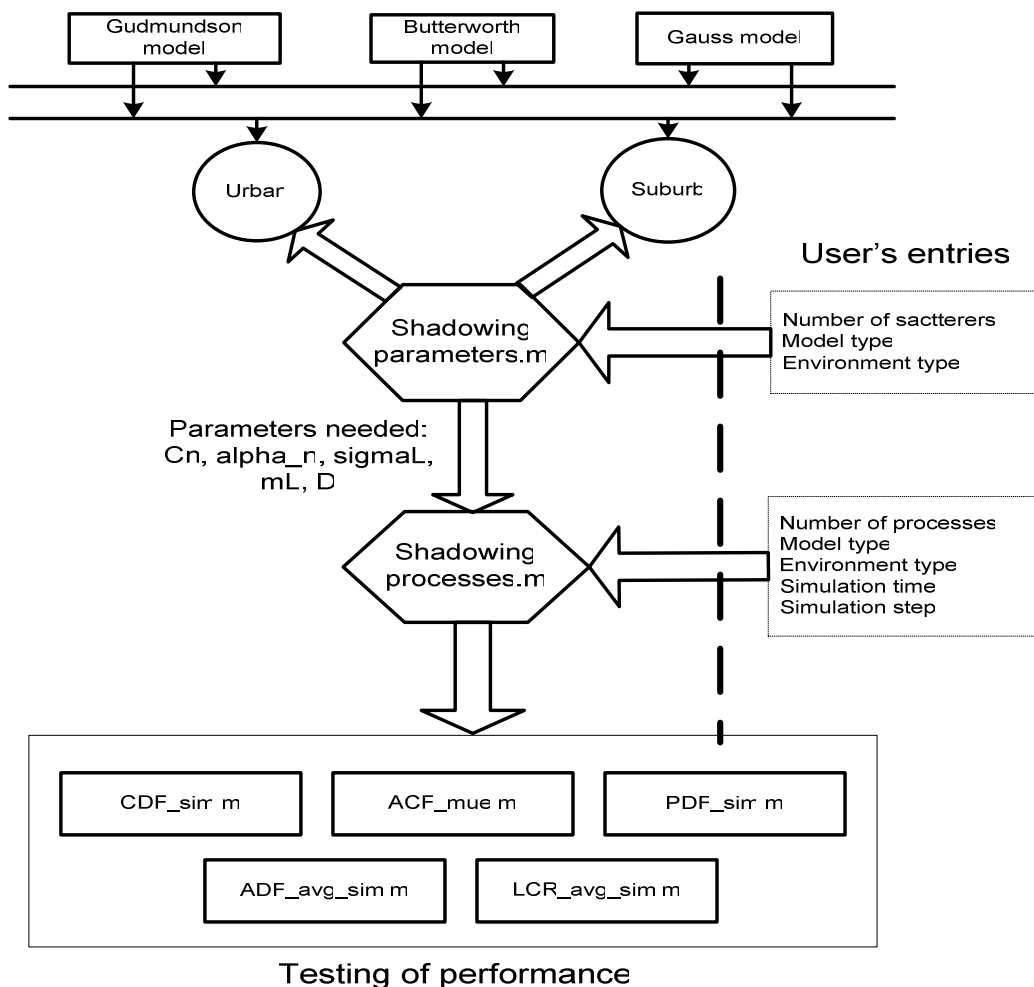 Gudmundson
model
Butterworth
model
Gauss model
Urban
Suburb
User's entries
Shadowing
parameters.m
Number of sactterers
Model type
Environment type
Parameters needed:
Cn, alpha_n, sigmaL,
mL, D
Shadowing
processes.m
Number of processes
Model type
Environment type
Simulation time
Simulation step
CDF_sim m
ACF_mue m
PDF_sim m
ADF_avg_sim m
LCR_avg_sim m
Testing of performance